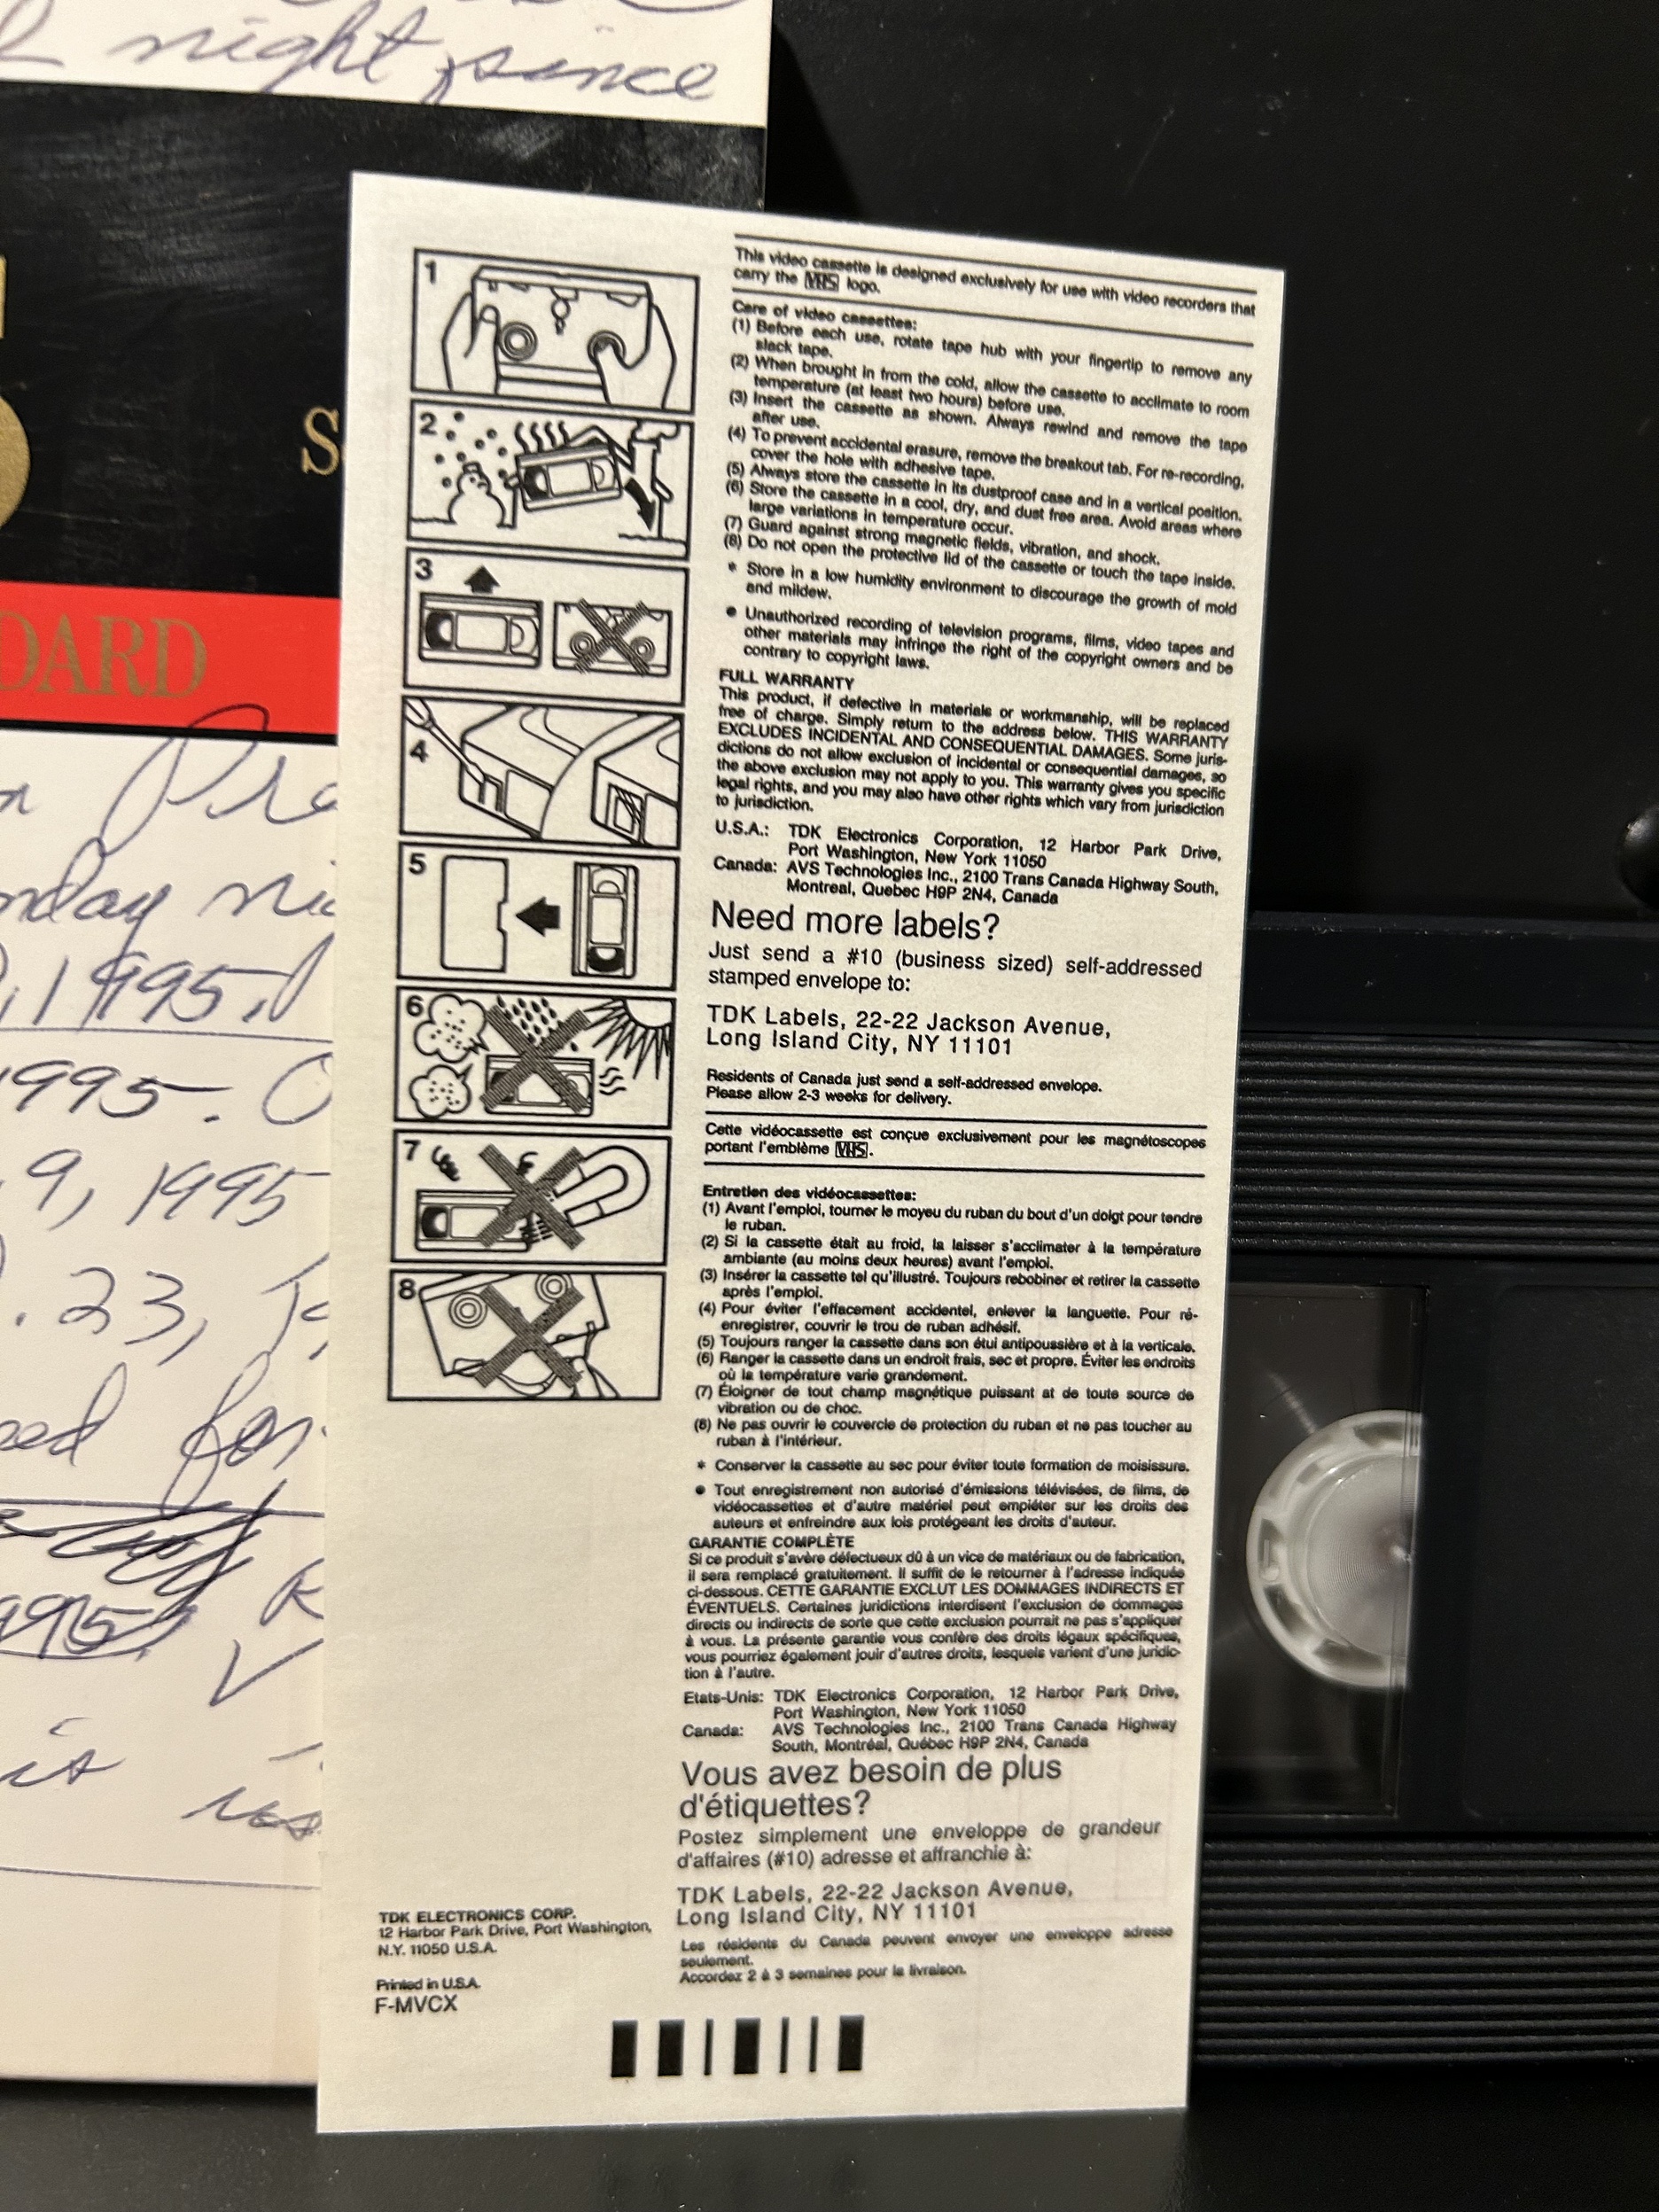 night, since
S
DARD
Pre
nday ni
, 1995.
1995. O
9, 1995
. 23, 
ed for
995.
V
is
1
2
3
4
5
6
7
8
This video cassette is designed exclusively for use with video recorders that
carry the VHS logo.
Care of video cassettes:
(1) Before each use, rotate tape hub with your fingertip to remove any
slack tape.
(2) When brought in from the cold, allow the cassette to acclimate to room
temperature (at least two hours) before use.
(3) Insert the cassette as shown. Always rewind and remove the tape
after use.
(4) To prevent accidental erasure, remove the breakout tab. For re-recording,
cover the hole with adhesive tape.
(5) Always store the cassette in its dustproof case and in a vertical position.
(6) Store the cassette in a cool, dry, and dust free area. Avoid areas where
large variations in temperature occur.
(7) Guard against strong magnetic fields, vibration, and shock.
(8) Do not open the protective lid of the cassette or touch the tape inside.
* Store in a low humidity environment to discourage the growth of mold
and mildew.
● Unauthorized recording of television programs, films, video tapes and
other materials may infringe the right of the copyright owners and be
contrary to copyright laws.
FULL WARRANTY
This product, if defective in materials or workmanship, will be replaced
free of charge. Simply return to the address below. THIS WARRANTY
EXCLUDES INCIDENTAL AND CONSEQUENTIAL DAMAGES. Some juris-
dictions do not allow exclusion of incidental or consequential damages, so
the above exclusion may not apply to you. This warranty gives you specific
legal rights, and you may also have other rights which vary from jurisdiction
to jurisdiction.
U.S.A.: TDK Electronics Corporation, 12 Harbor Park Drive,
Port Washington, New York 11050
Canada: AVS Technologies Inc., 2100 Trans Canada Highway South,
Montreal, Quebec H9P 2N4, Canada
Need more labels?
Just send a #10 (business sized) self-addressed
stamped envelope to:
TDK Labels, 22-22 Jackson Avenue,
Long Island City, NY 11101
Residents of Canada just send a self-addressed envelope.
Please allow 2-3 weeks for delivery.
Cette vidéocassette est conçue exclusivement pour les magnétoscopes
portant l'emblème VHS.
Entretien des vidéocassettes:
(1) Avant l'emploi, tourner le moyeu du ruban du bout d'un doigt pour tendre
le ruban.
(2) Si la cassette était au froid, la laisser s'acclimater à la température
ambiante (au moins deux heures) avant l'emploi.
(3) Insérer la cassette tel qu'illustré. Toujours rebobiner et retirer la cassette
après l'emploi.
(4) Pour éviter l'effacement accidentel, enlever la languette. Pour ré-
enregistrer, couvrir le trou de ruban adhésif.
(5) Toujours ranger la cassette dans son étui antipoussière et à la verticale.
(6) Ranger la cassette dans un endroit frais, sec et propre. Éviter les endroits
où la température varie grandement.
(7) Éloigner de tout champ magnétique puissant at de toute source de
vibration ou de choc.
(8) Ne pas ouvrir le couvercle de protection du ruban et ne pas toucher au
ruban à l'intérieur.
* Conserver la cassette au sec pour éviter toute formation de moisissure.
● Tout enregistrement non autorisé d'émissions télévisées, de films, de
vidéocassettes et d'autre matériel peut empiéter sur les droits des
auteurs et enfreindre aux lois protégeant les droits d'auteur.
GARANTIE COMPLÈTE
Si ce produit s'avère défectueux dû à un vice de matériaux ou de fabrication,
il sera remplacé gratuitement. Il suffit de le retourner à l'adresse indiquée
ci-dessous. CETTE GARANTIE EXCLUT LES DOMMAGES INDIRECTS ET
ÉVENTUELS. Certaines juridictions interdisent l'exclusion de dommages
directs ou indirects de sorte que cette exclusion pourrait ne pas s'appliquer
à vous. La présente garantie vous confère des droits légaux spécifiques,
vous pourriez également jouir d'autres droits, lesquels varient d'une juridic-
tion à l'autre.
Etats-Unis: TDK Electronics Corporation, 12 Harbor Park Drive,
Port Washington, New York 11050
Canada: AVS Technologies Inc., 2100 Trans Canada Highway
South, Montréal, Québec H9P 2N4, Canada
Vous avez besoin de plus
d'étiquettes?
Postez simplement une enveloppe de grandeur
d'affaires (#10) adresse et affranchie à:
TDK Labels, 22-22 Jackson Avenue,
Long Island City, NY 11101
Les résidents du Canada peuvent envoyer une enveloppe adresse
seulement.
Accordez 2 à 3 semaines pour la livraison.
TDK ELECTRONICS CORP.
12 Harbor Park Drive, Port Washington,
N.Y. 11050 U.S.A.
Printed in U.S.A.
F-MVCX